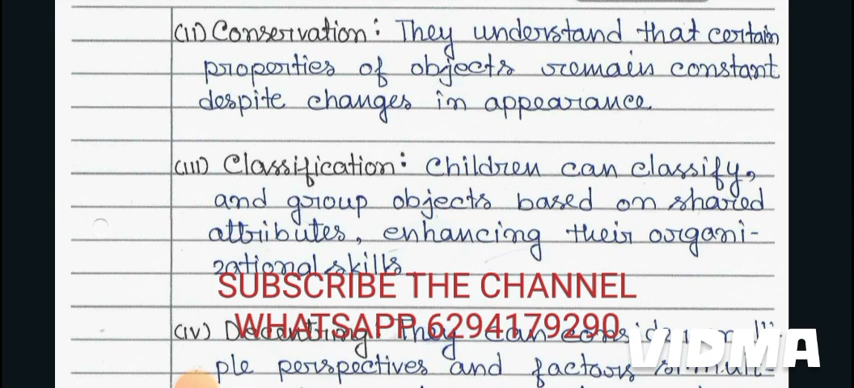 (ii) Conservation: They understand that certain
properties of objects remain constant
despite changes in appearance.
(iii) Classification: Children can classify,
and group objects based on shared
attributes, enhancing their organi-
zational skills
SUBSCRIBE THE CHANNEL
WHATSAPP 6294179290
(iv) They can
ple perspectives and factors
VIDMA